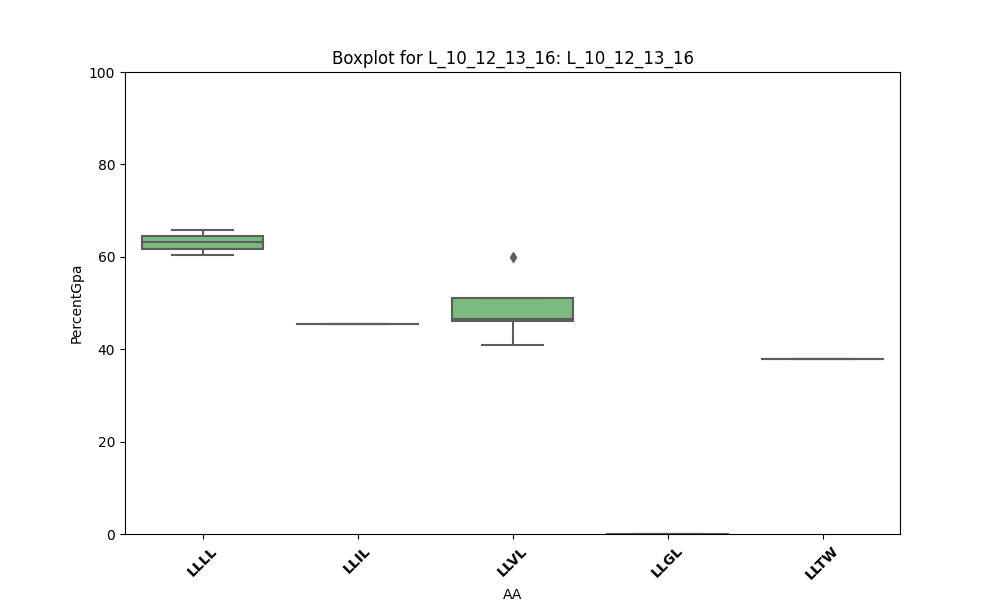 Boxplot for L_10_12_13_16: L_10_12_13_16
100
80
60
40
20
0
PercentGpa
LLLL
LLIL
LLVL
LLGL
LLTW
AA